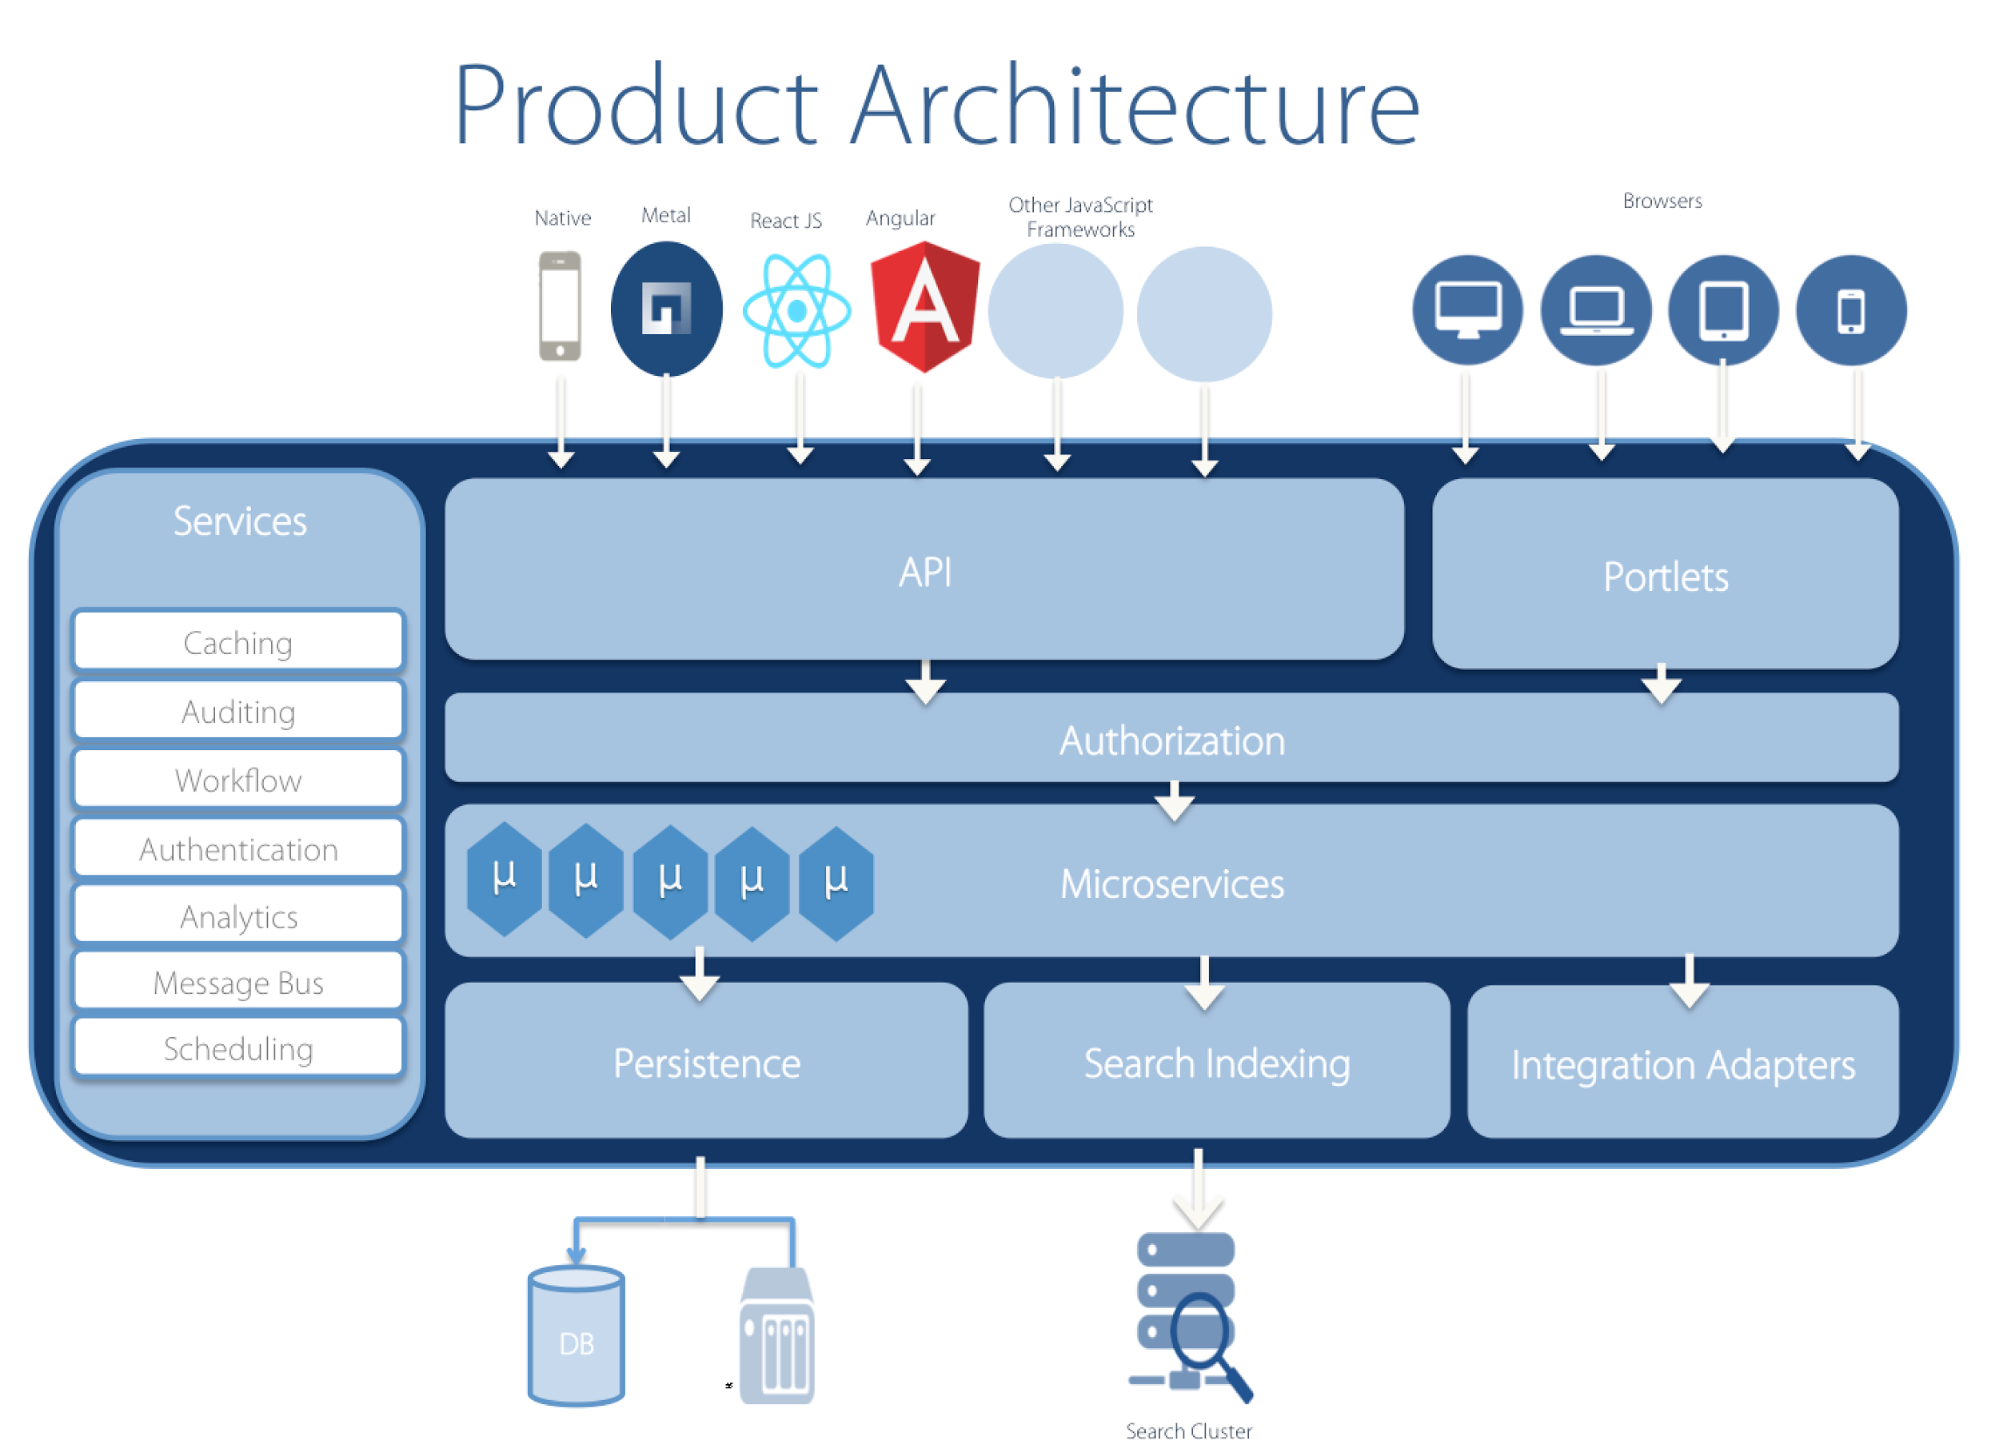 Product Architecture
Native
Metal
React JS
Angular
Other JavaScript
Frameworks
Browsers
Services
Caching
Auditing
Workflow
Authentication
Analytics
Message Bus
Scheduling
API
Portlets
Authorization
µ µ µ µ µ
Microservices
Persistence
Search Indexing
Integration Adapters
DB
Search Cluster